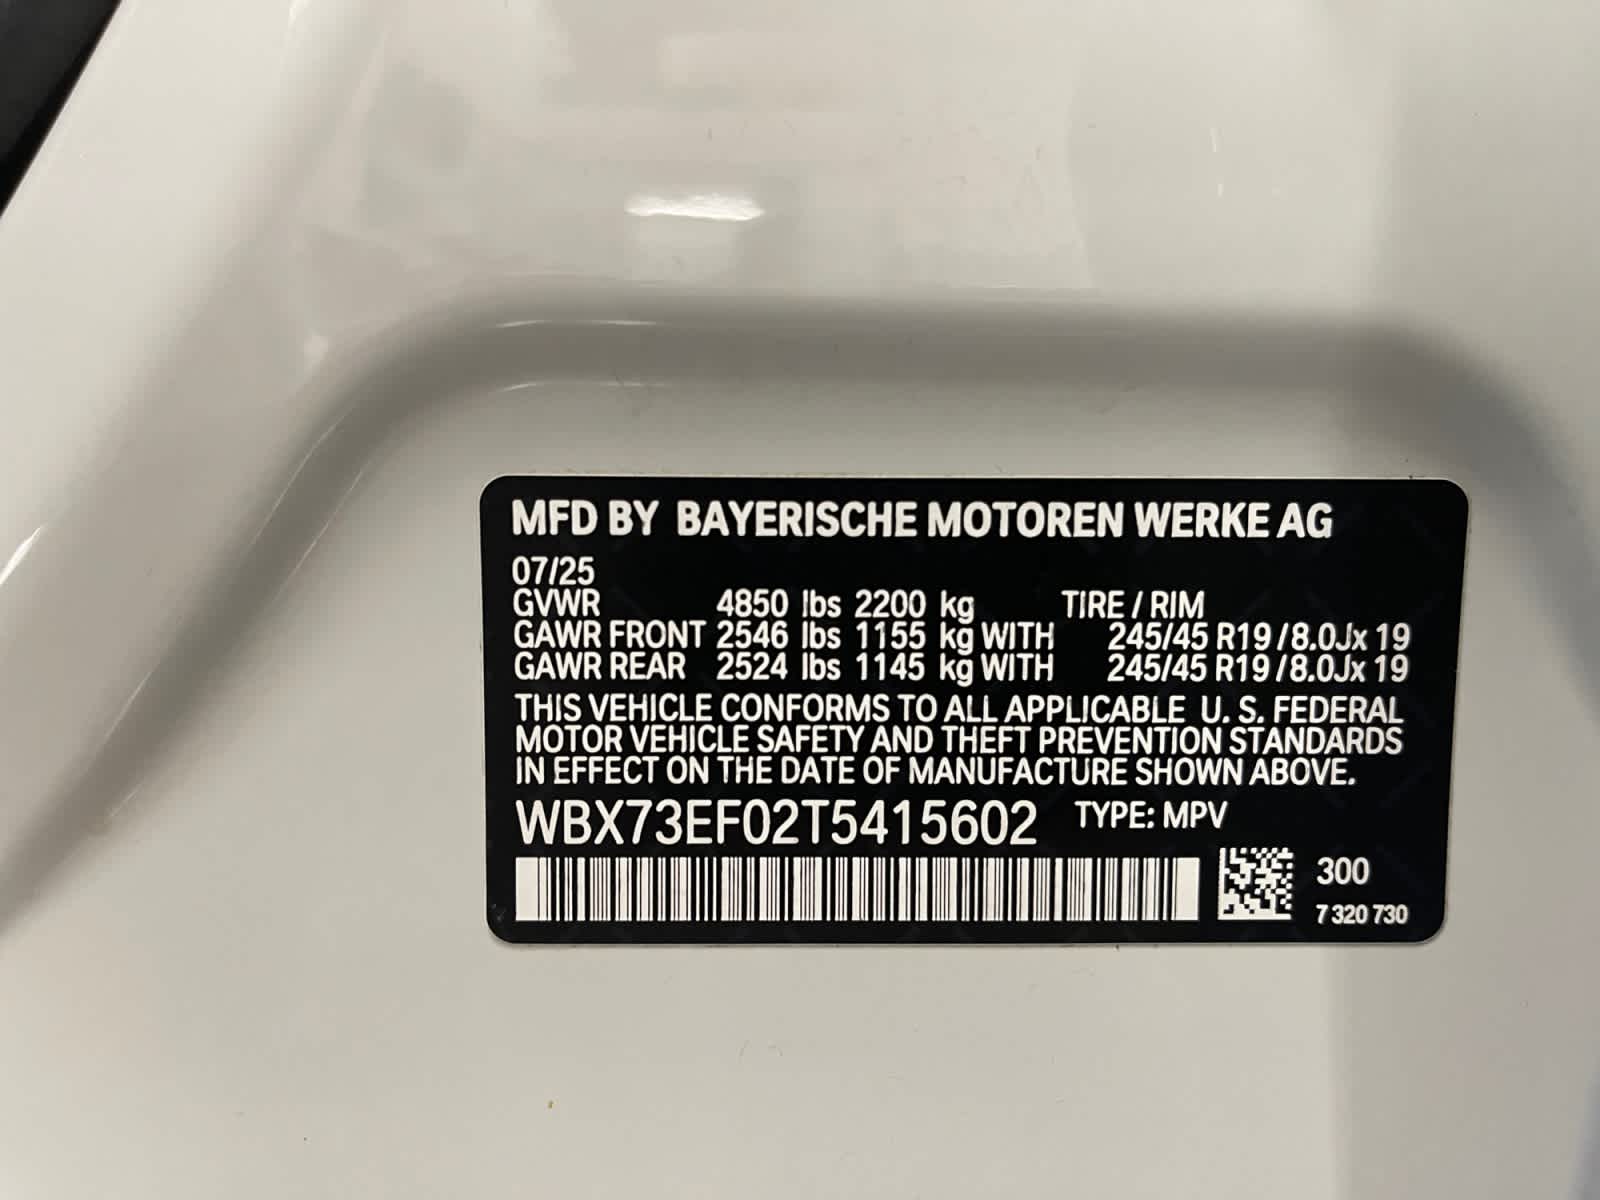 MFD BY BAYERISCHE MOTOREN WERKE AG
07/25
GVWR 4850 lbs 2200 kg TIRE / RIM
GAWR FRONT 2546 lbs 1155 kg WITH 245/45 R19 / 8.0Jx 19
GAWR REAR 2524 lbs 1145 kg WITH 245/45 R19 / 8.0Jx 19
THIS VEHICLE CONFORMS TO ALL APPLICABLE U. S. FEDERAL
MOTOR VEHICLE SAFETY AND THEFT PREVENTION STANDARDS
IN EFFECT ON THE DATE OF MANUFACTURE SHOWN ABOVE.
WBX73EF02T5415602 TYPE: MPV
300
7 320 730